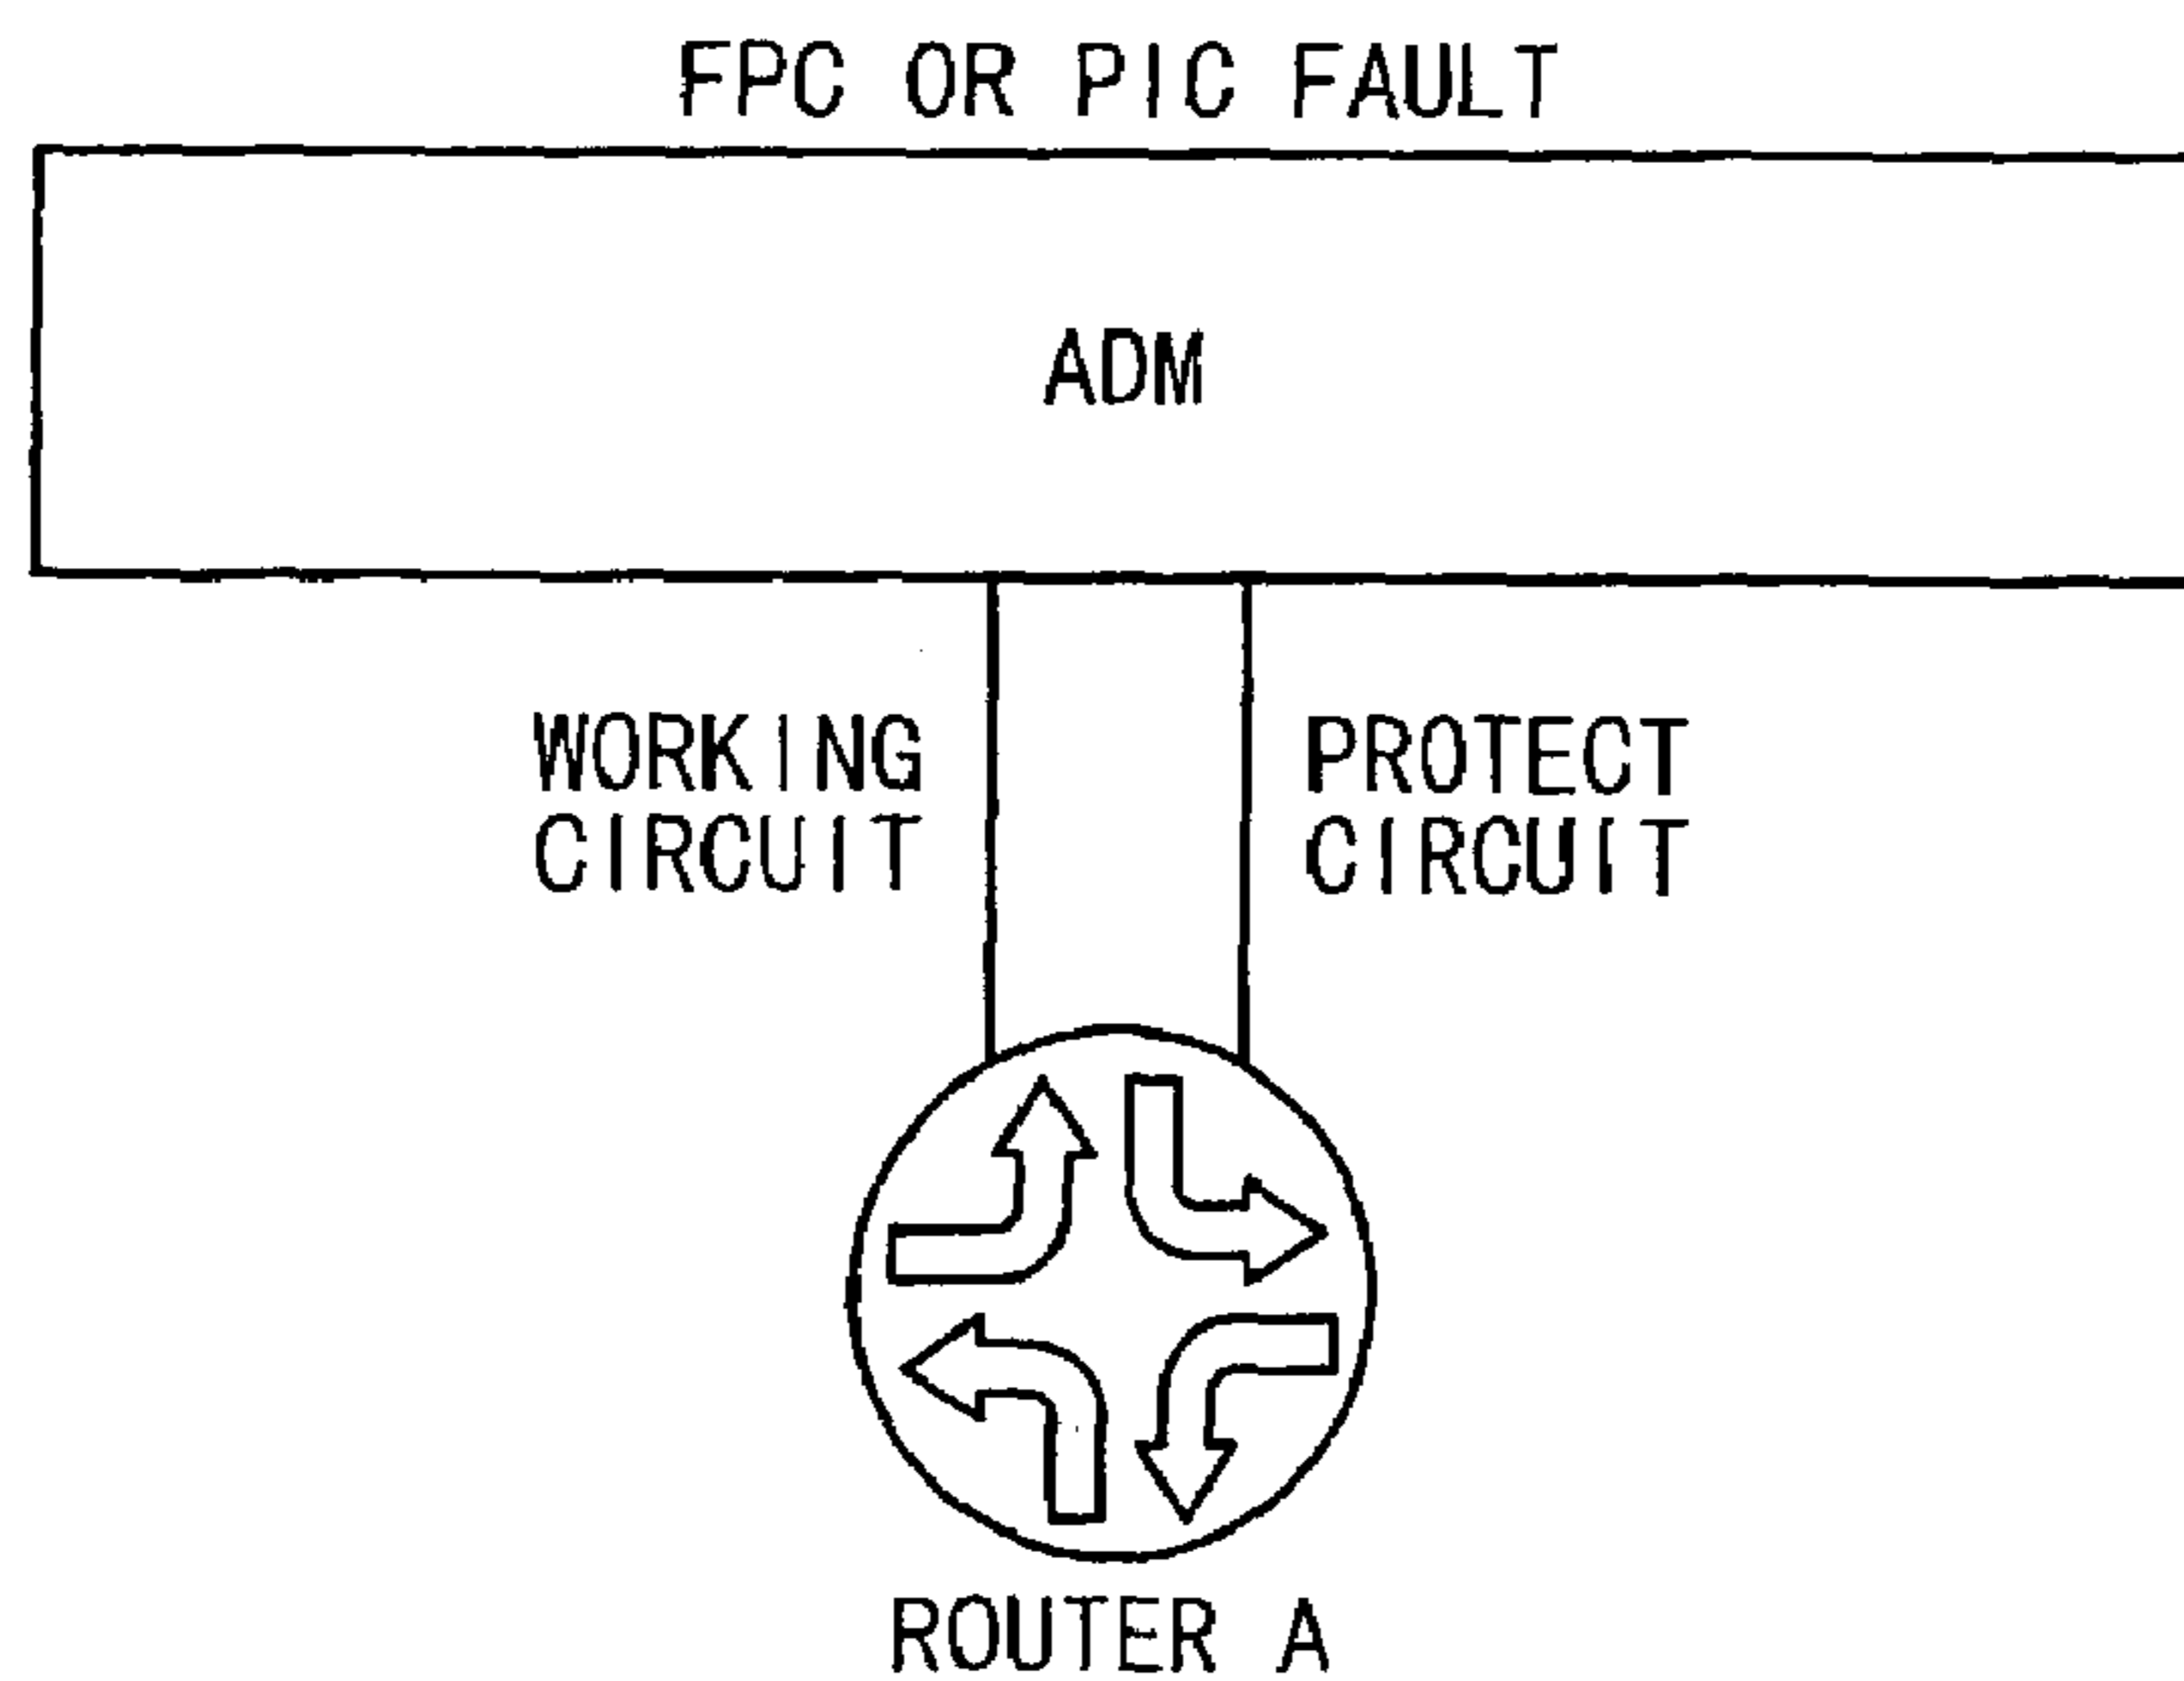 FPC OR PIC FAULT
ADM
WORKING
CIRCUIT
PROTECT
CIRCUIT
ROUTER A